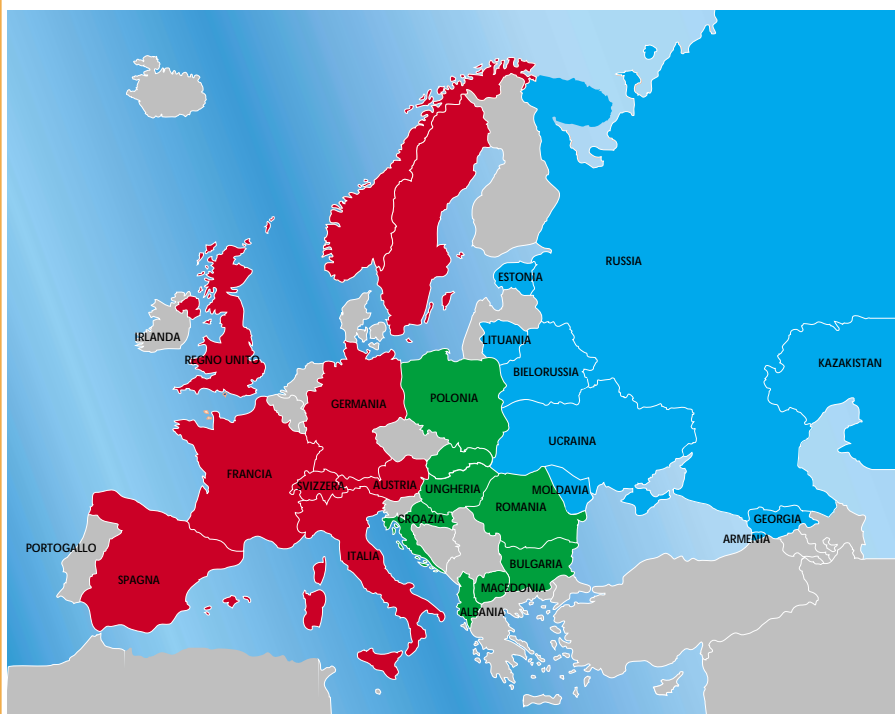 RUSSIA
ESTONIA
IRLANDA
LITUANIA
REGNO UNITO
KAZAKISTAN
BIELORUSSIA
POLONIA
GERMANIA
UCRAINA
FRANCIA
SVIZZERA
AUSTRIA
UNGHERIA
MOLDAVIA
ROMANIA
CROAZIA
GEORGIA
ARMENIA
PORTOGALLO
ITALIA
BULGARIA
SPAGNA
MACEDONIA
ALBANIA